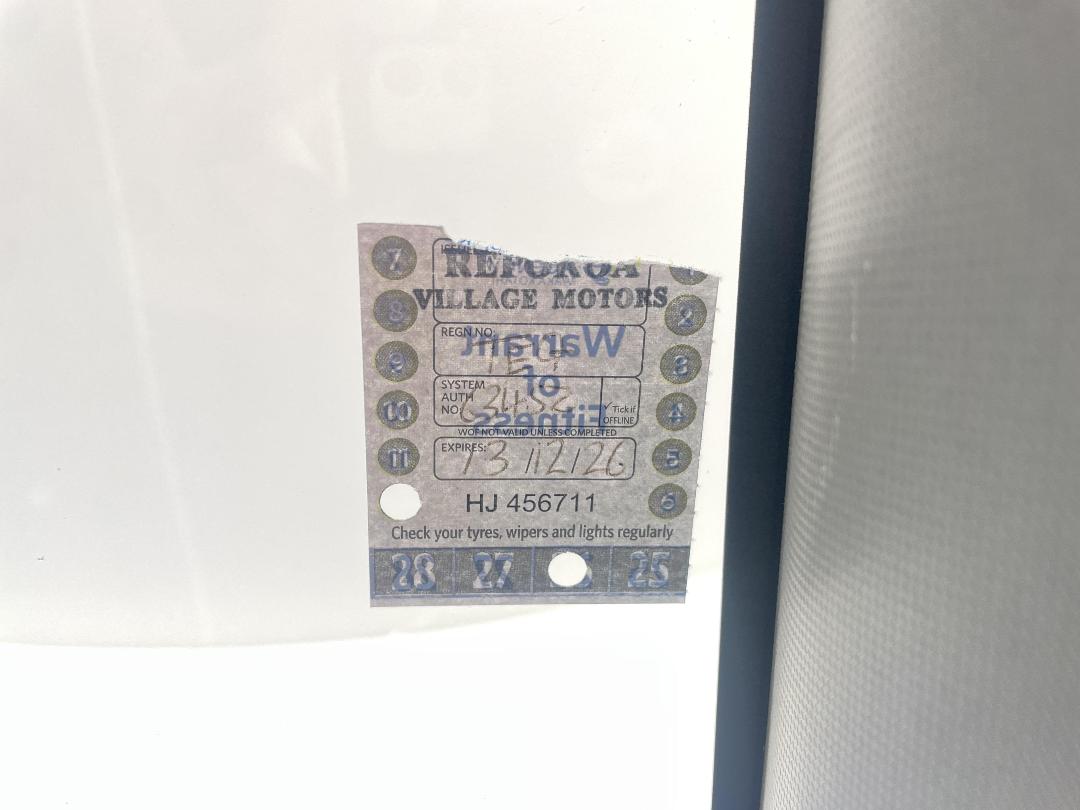 REPOROA
VILLAGE MOTORS
REGN NO:
Warrant
of
Fitness
SYSTEM
AUTH
NO:
Tick if
OFFLINE
WOF NOT VALID UNLESS COMPLETED
EXPIRES: 13/12/26
HJ 456711
Check your tyres, wipers and lights regularly
7
8
9
10
11
2
3
4
5
6
28 27 25